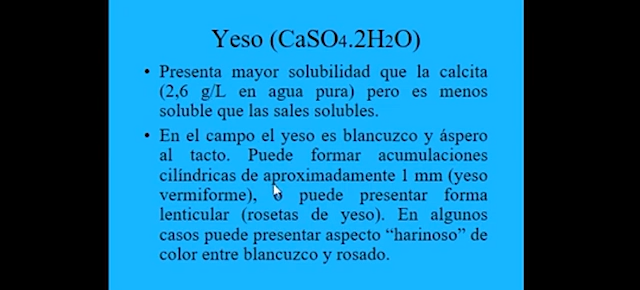 Yeso (CaSO4.2H2O)
• Presenta mayor solubilidad que la calcita
(2,6 g/L en agua pura) pero es menos
soluble que las sales solubles.
• En el campo el yeso es blancuzco y áspero
al tacto. Puede formar acumulaciones
cilíndricas de aproximadamente 1 mm (yeso
vermiforme), o puede presentar forma
lenticular (rosetas de yeso). En algunos
casos puede presentar aspecto “harinoso” de
color entre blancuzco y rosado.